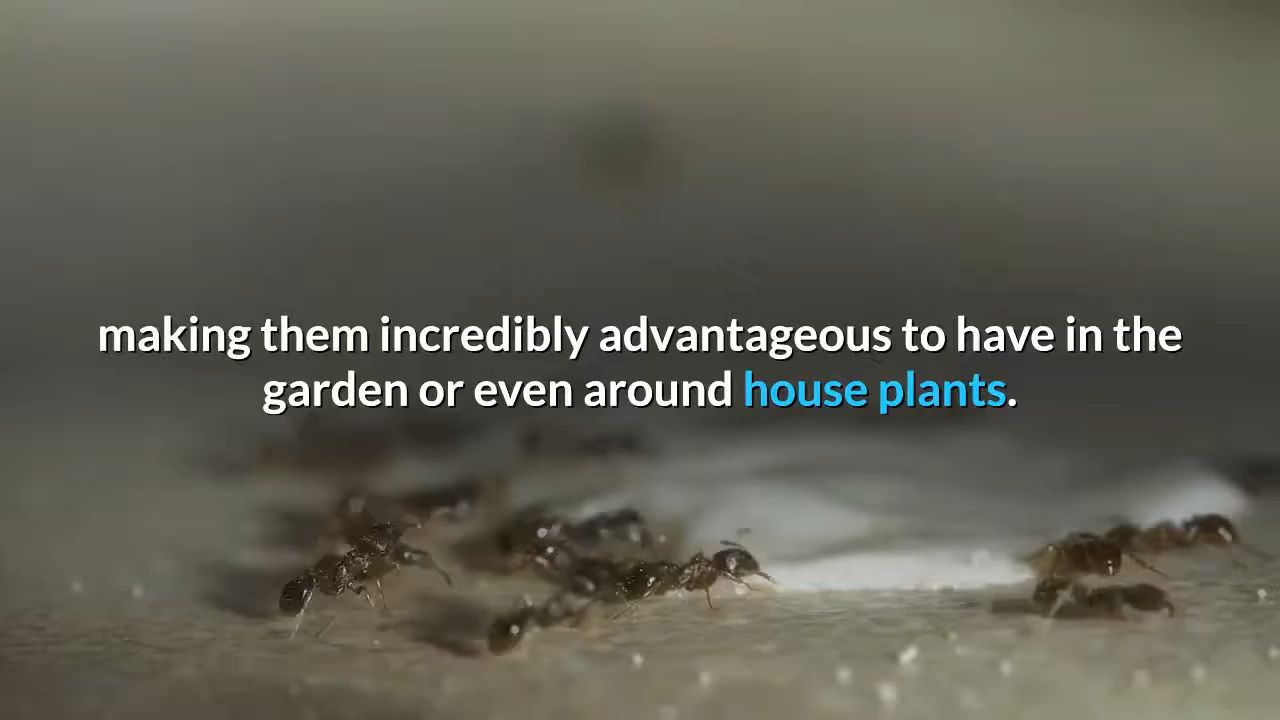 making them incredibly advantageous to have in the
garden or even around house plants.